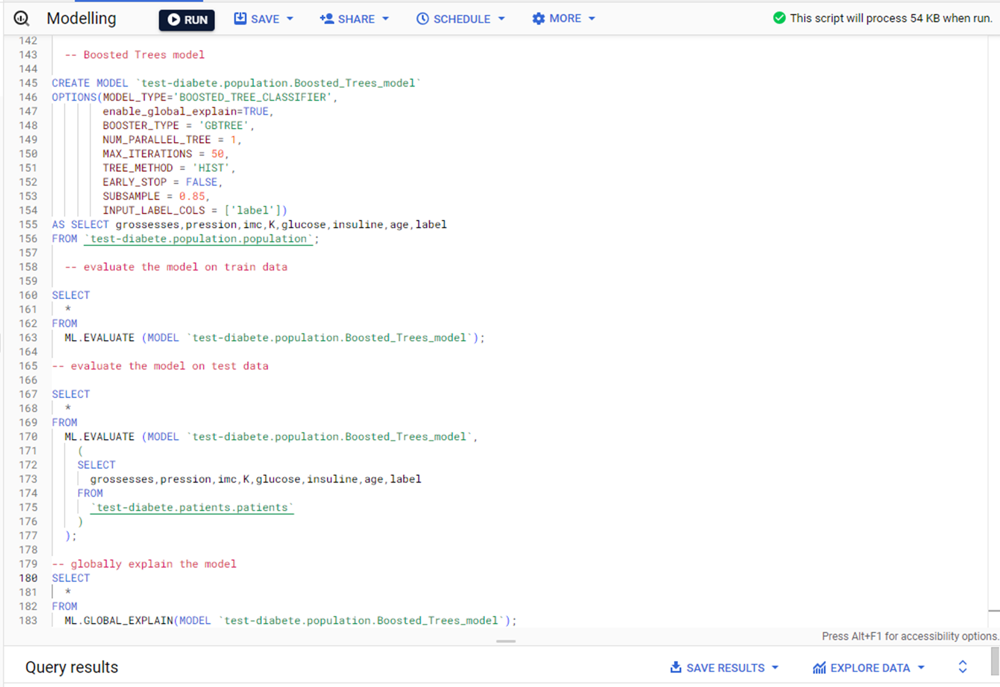 Modelling RUN SAVE SHARE SCHEDULE MORE This script will process 54 KB when run.
142
143 -- Boosted Trees model
144
145 CREATE MODEL `test-diabete.population.Boosted_Trees_model`
146 OPTIONS(MODEL_TYPE='BOOSTED_TREE_CLASSIFIER',
147 enable_global_explain=TRUE,
148 BOOSTER_TYPE = 'GBTREE',
149 NUM_PARALLEL_TREE = 1,
150 MAX_ITERATIONS = 50,
151 TREE_METHOD = 'HIST',
152 EARLY_STOP = FALSE,
153 SUBSAMPLE = 0.85,
154 INPUT_LABEL_COLS = ['label'])
155 AS SELECT grossesses,pression,imc,K,glucose,insuline,age,label
156 FROM `test-diabete.population.population`;
157
158 -- evaluate the model on train data
159
160 SELECT
161 *
162 FROM
163 ML.EVALUATE (MODEL `test-diabete.population.Boosted_Trees_model`);
164
165 -- evaluate the model on test data
166
167 SELECT
168 *
169 FROM
170 ML.EVALUATE (MODEL `test-diabete.population.Boosted_Trees_model`,
171 (
172 SELECT
173 grossesses,pression,imc,K,glucose,insuline,age,label
174 FROM
175 `test-diabete.patients.patients`
176 )
177 );
178
179 -- globally explain the model
180 SELECT
181 *
182 FROM
183 ML.GLOBAL_EXPLAIN(MODEL `test-diabete.population.Boosted_Trees_model`);
Press Alt+F1 for accessibility options.
Query results SAVE RESULTS EXPLORE DATA